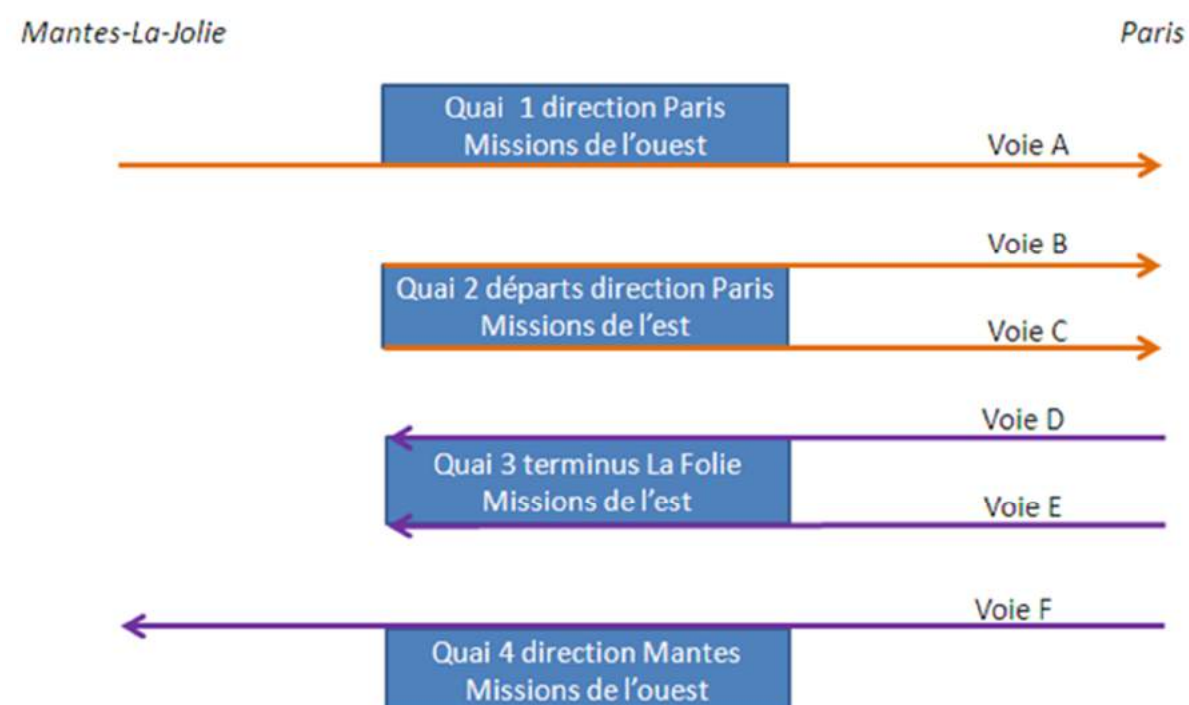 Mantes-La-Jolie
Paris
Quai 1 direction Paris
Missions de l'ouest
Voie A
Voie B
Quai 2 départs direction Paris
Missions de l'est
Voie C
Voie D
Quai 3 terminus La Folie
Missions de l'est
Voie E
Voie F
Quai 4 direction Mantes
Missions de l'ouest